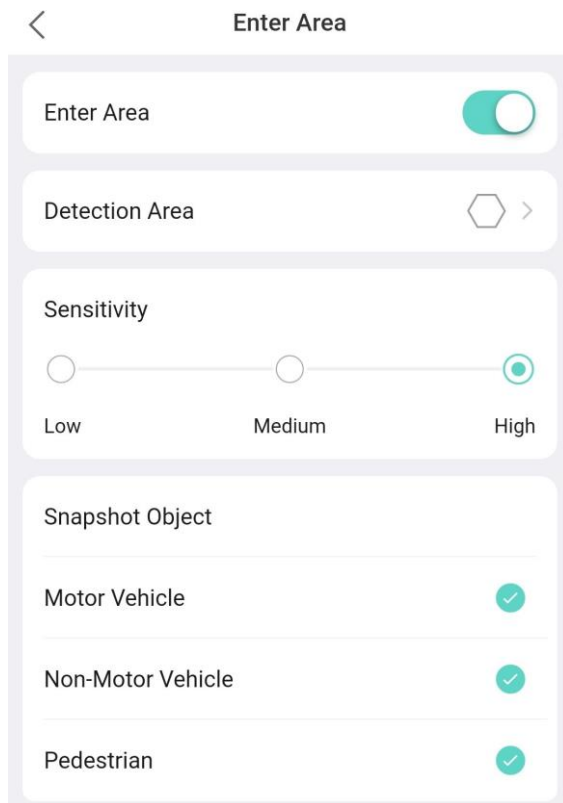 Enter Area
Enter Area
Detection Area
Sensitivity
Low Medium High
Snapshot Object
Motor Vehicle
Non-Motor Vehicle
Pedestrian